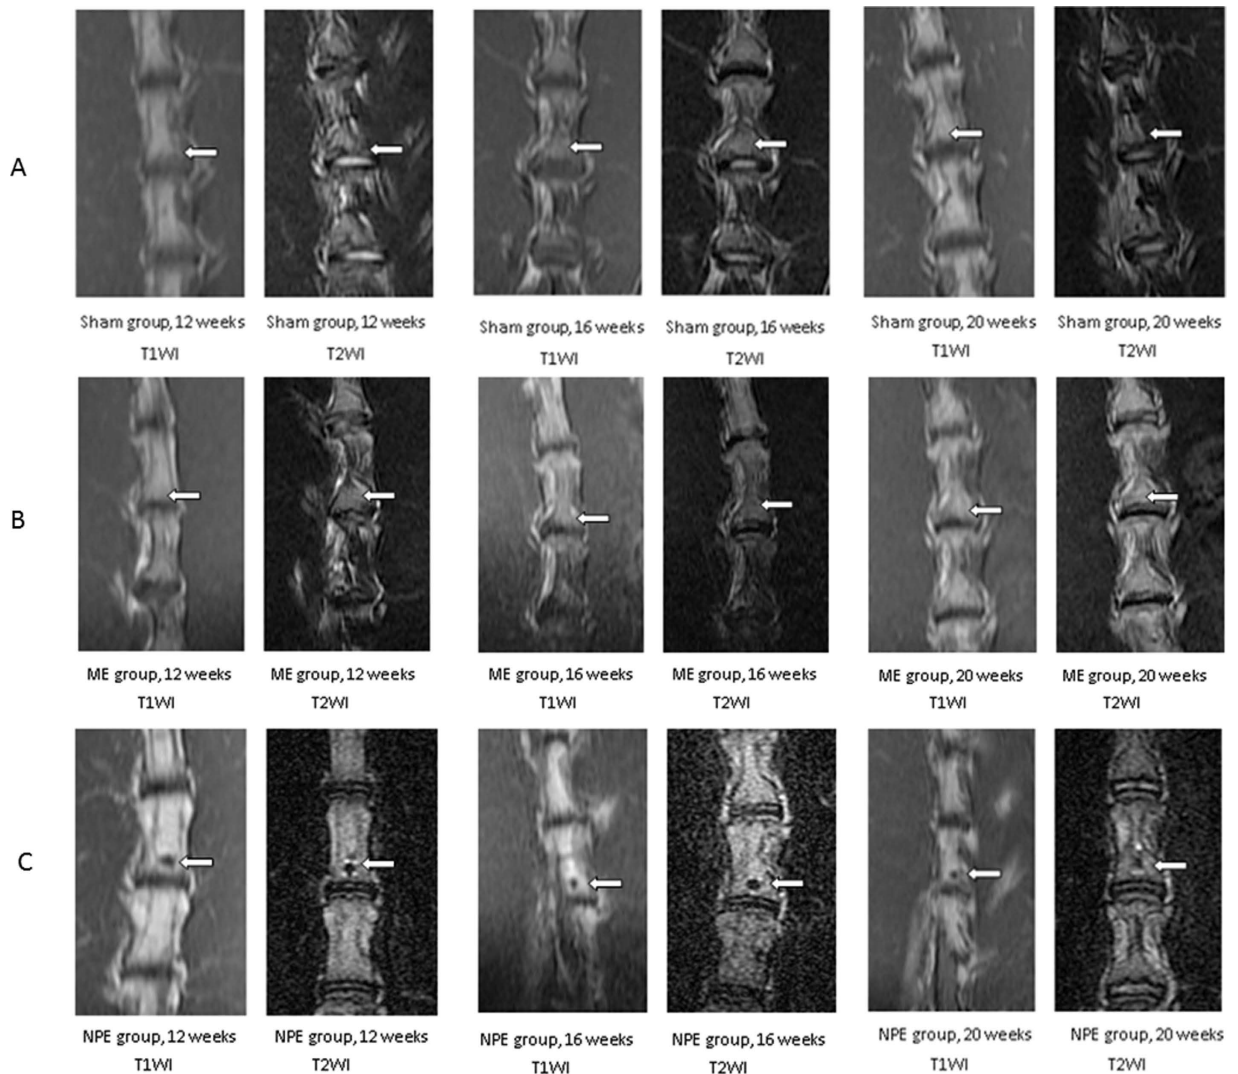 A
Sham group, 12 weeks
T1WI
Sham group, 12 weeks
T2WI
Sham group, 16 weeks
T1WI
Sham group, 16 weeks
T2WI
Sham group, 20 weeks
T1WI
Sham group, 20 weeks
T2WI
B
ME group, 12 weeks
T1WI
ME group, 12 weeks
T2WI
ME group, 16 weeks
T1WI
ME group, 16 weeks
T2WI
ME group, 20 weeks
T1WI
ME group, 20 weeks
T2WI
C
NPE group, 12 weeks
T1WI
NPE group, 12 weeks
T2WI
NPE group, 16 weeks
T1WI
NPE group, 16 weeks
T2WI
NPE group, 20 weeks
T1WI
NPE group, 20 weeks
T2WI